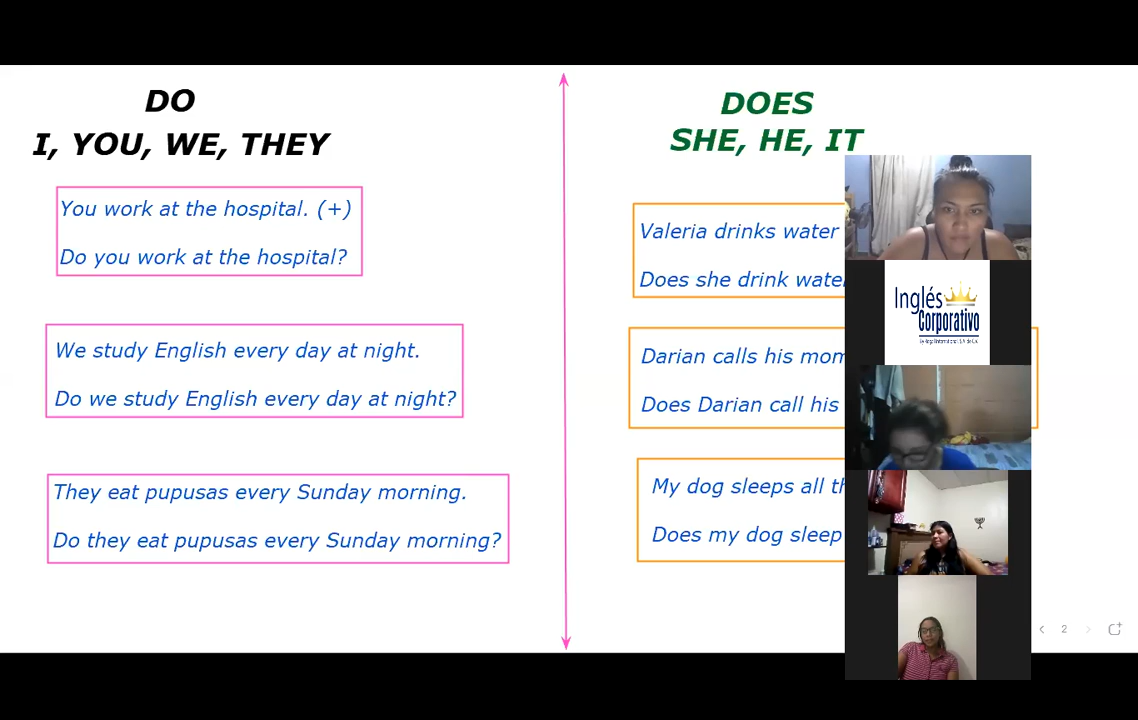 DO
I, YOU, WE, THEY
You work at the hospital. (+)
Do you work at the hospital?
We study English every day at night.
Do we study English every day at night?
They eat pupusas every Sunday morning.
Do they eat pupusas every Sunday morning?
DOES
SHE, HE, IT
Valeria drinks water
Does she drink
Darian calls his mom
Does Darian call his
My dog sleeps all
Does my dog sleep
Inglés
Corporativo
2